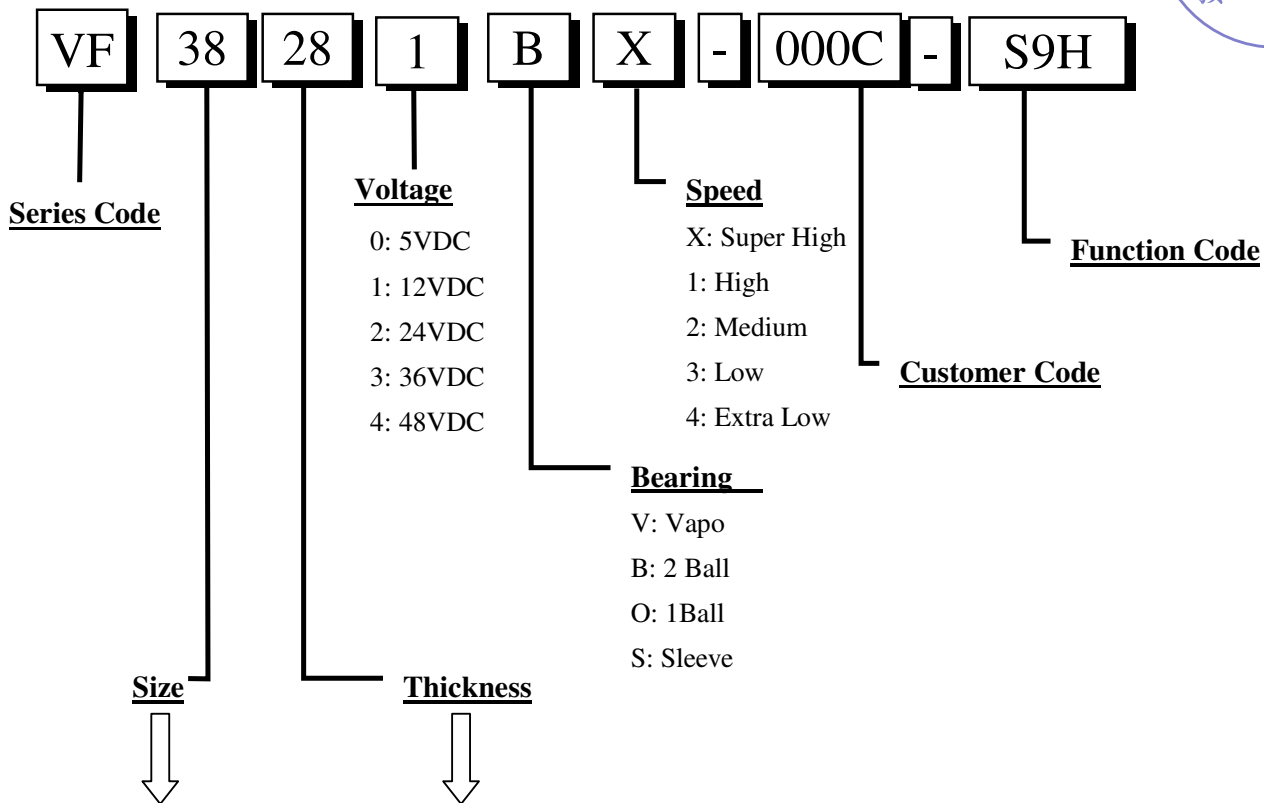 VF 38 28 1 B X - 000C - S9H
Series Code
Voltage
0: 5VDC
1: 12VDC
2: 24VDC
3: 36VDC
4: 48VDC
Speed
X: Super High
1: High
2: Medium
3: Low
4: Extra Low
Function Code
Customer Code
Bearing
V: Vapo
B: 2 Ball
O: 1Ball
S: Sleeve
Size
Thickness